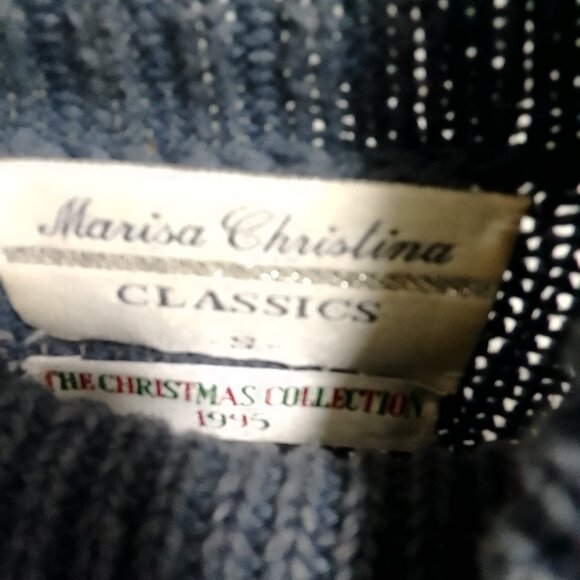 Marisa Christina
CLASSICS
- S -
THE CHRISTMAS COLLECTION
1995